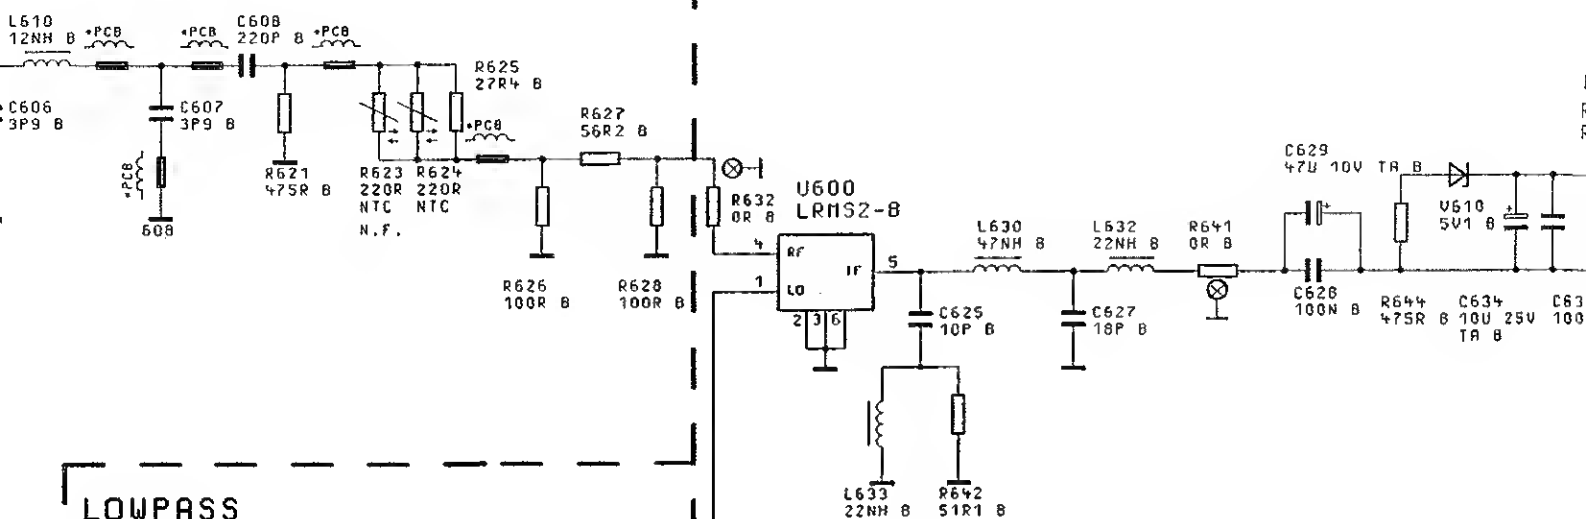 L610
12NH B
*PCB
*PCB
C608
220P B
*PCB
R625
27R4 B
C606
3P9 B
C607
3P9 B
*PCB
R627
56R2 B
*PCB
608
R621
475R B
R623
220R
NTC
N.F.
R624
220R
NTC
R626
100R B
R628
100R B
R632
0R B
U600
LRMS2-B
4
RF
1
LO
IF
5
2
3
6
L630
47NH B
L632
22NH B
R641
0R B
C629
47U 10V TA B
V610
5V1 B
C625
10P B
C627
18P B
C628
100N B
R644
475R B
C634
10U 25V
TA B
C63
100
L633
22NH B
R642
51R1 B
LOWPASS